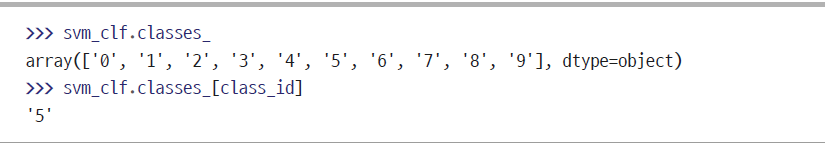 >>> svm_clf.classes_
array(['0', '1', '2', '3', '4', '5', '6', '7', '8', '9'], dtype=object)
>>> svm_clf.classes_[class_id]
'5'